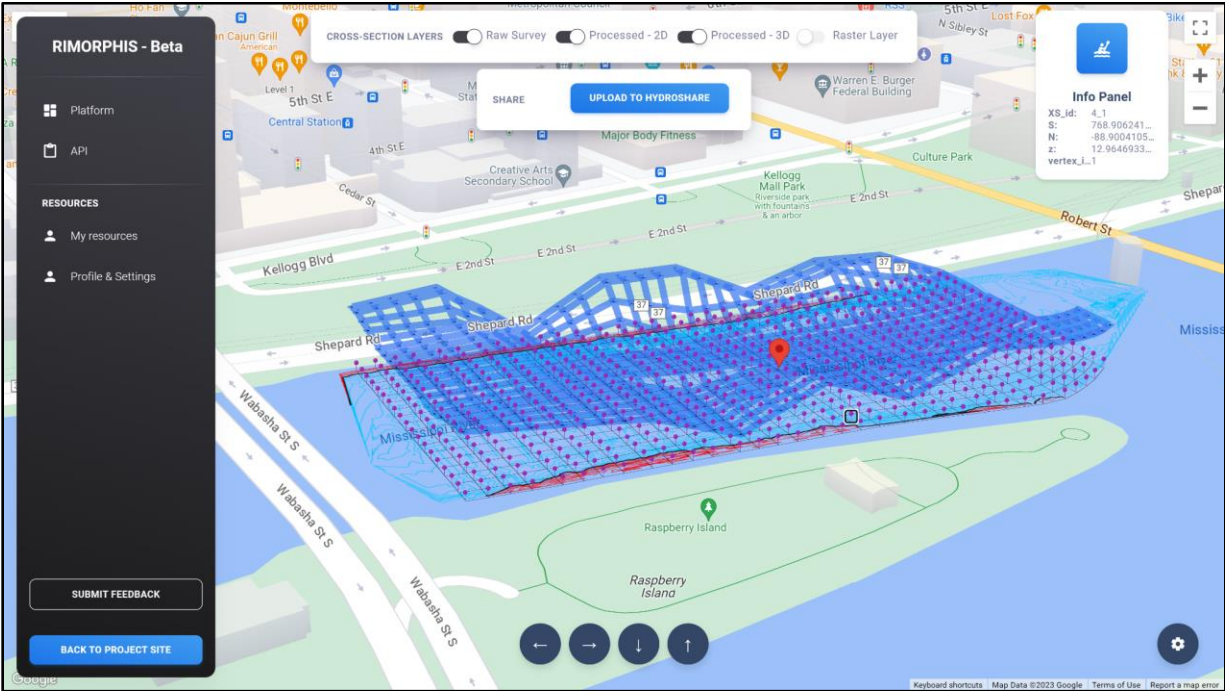 RIMORPHIS - Beta
Platform
API
RESOURCES
My resources
Profile & Settings
SUBMIT FEEDBACK
BACK TO PROJECT SITE
CROSS-SECTION LAYERS Raw Survey Processed - 2D Processed - 3D Raster Layer
SHARE UPLOAD TO HYDROSHARE
Info Panel
XS_id: 4_1
S: 768.906241...
N: -88.9004105...
z: 12.9646933...
vertex_i...1
Montebello
n Cajun Grill
American
Level 1
5th St E
Central Station
4th St E
Cedar St
Creative Arts
Secondary School
Major Body Fitness
Warren E. Burger
Federal Building
5th St E
N Sibley St
Lost Fox
Culture Park
Kellogg
Mall Park
Riverside park
with fountains
& an arbor
E 2nd St
E 2nd St
E 2nd St
Kellogg Blvd
Robert St
Shepar
Shepard Rd
Shepard Rd
Shepard Rd
37
37
37
37
Mississ
Wabasha St S
Wabasha St S
Wabasha St S
Raspberry Island
Raspberry
Island
Google
Keyboard shortcuts Map Data ©2023 Google Terms of Use Report a map error